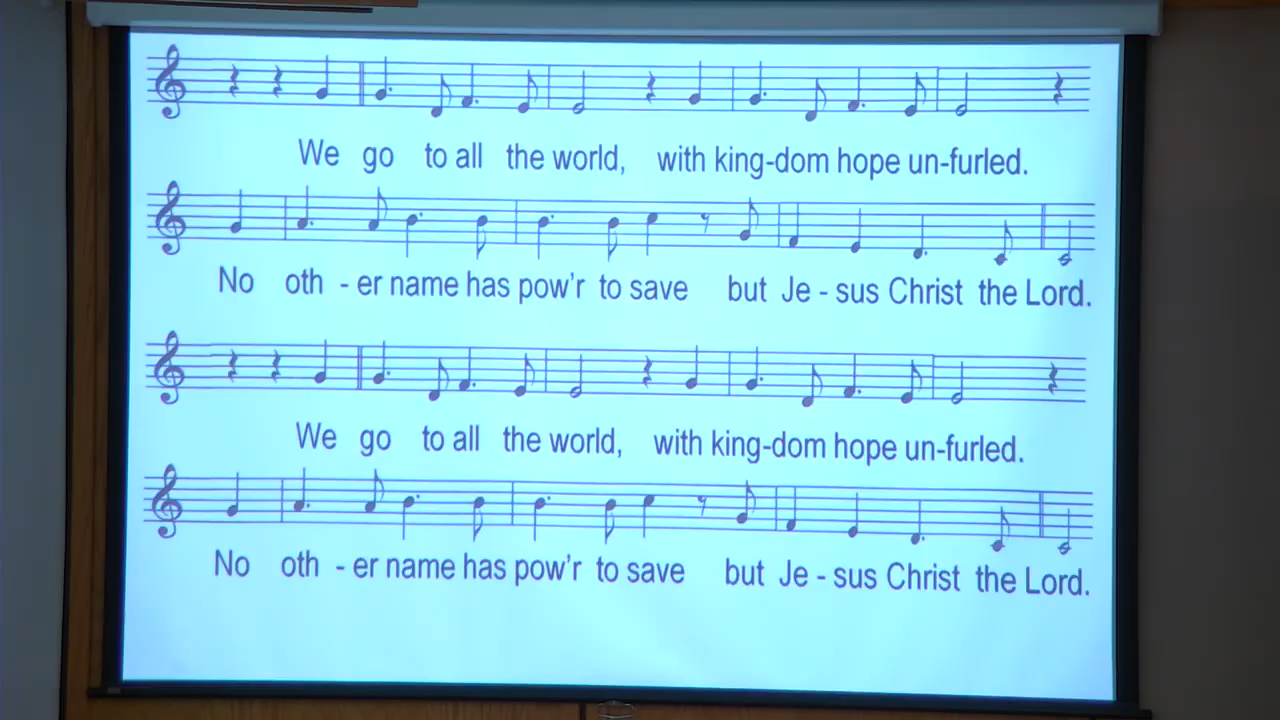 We go to all the world, with king-dom hope un-furled.
No oth - er name has pow'r to save but Je - sus Christ the Lord.
We go to all the world, with king-dom hope un-furled.
No oth - er name has pow'r to save but Je - sus Christ the Lord.